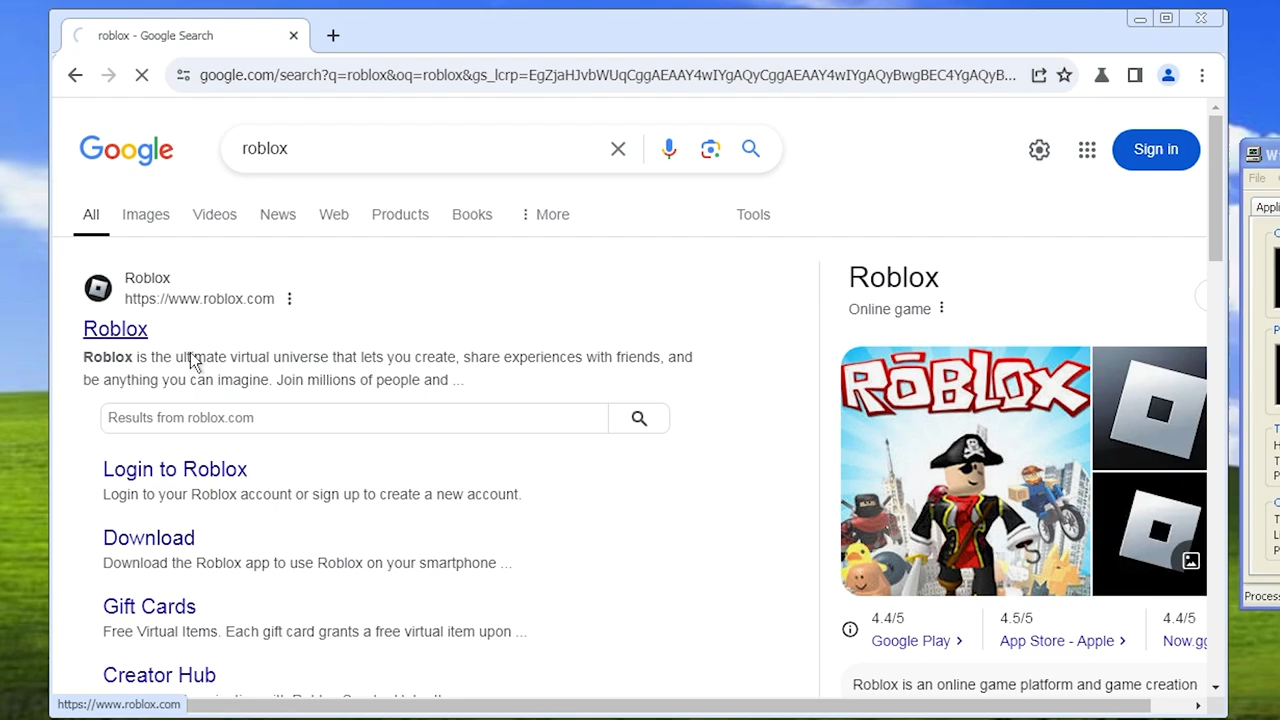 roblox - Google Search
google.com/search?q=roblox&oq=roblox&gs_lcrp=EgZjaHJvbWUqCggAEAAY4wIYgAQyCggAEAAY4wIYgAQyBwgBEC4YgAQyB...
Google
roblox
Sign in
All
Images
Videos
News
Web
Products
Books
More
Tools
Roblox
https://www.roblox.com
Roblox
Roblox is the ultimate virtual universe that lets you create, share experiences with friends, and
be anything you can imagine. Join millions of people and ...
Results from roblox.com
Login to Roblox
Login to your Roblox account or sign up to create a new account.
Download
Download the Roblox app to use Roblox on your smartphone ...
Gift Cards
Free Virtual Items. Each gift card grants a free virtual item upon ...
Creator Hub
Roblox
Online game
ROBLOX
4.4/5
Google Play
4.5/5
App Store - Apple
4.4/5
Now.gg
Roblox is an online game platform and game creation
https://www.roblox.com
File
Appli
Process